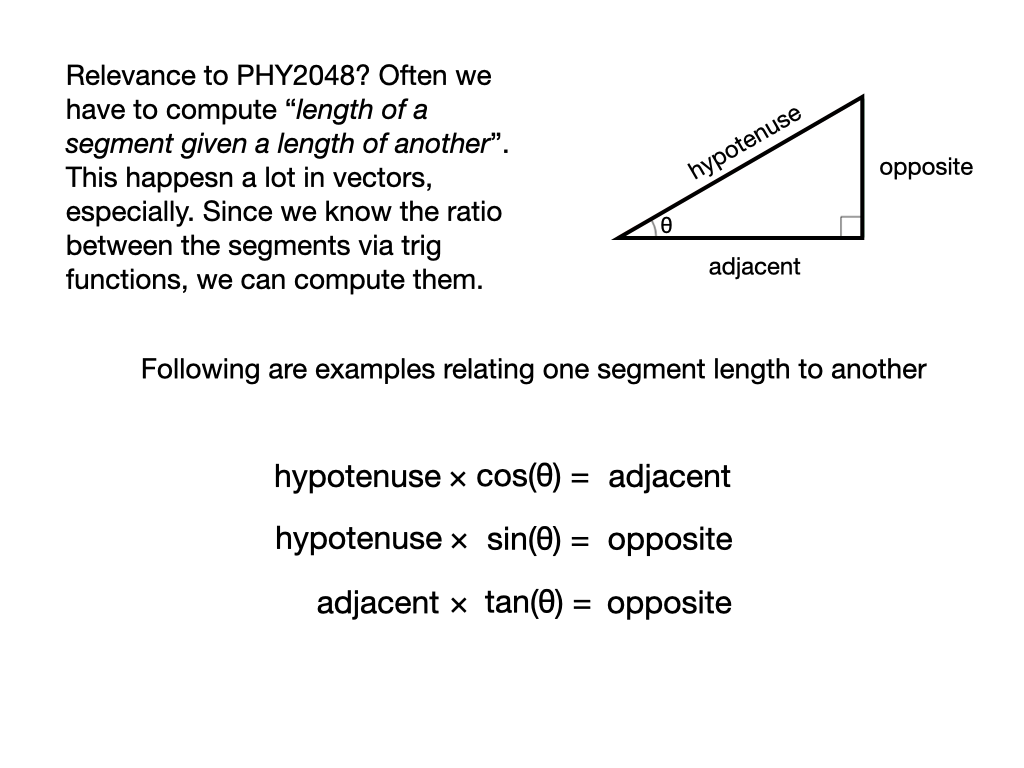 Relevance to PHY2048? Often we
have to compute “length of a
segment given a length of another”.
This happesn a lot in vectors,
especially. Since we know the ratio
between the segments via trig
functions, we can compute them.
hypotenuse
opposite
θ
adjacent
Following are examples relating one segment length to another
hypotenuse × cos(θ) = adjacent
hypotenuse × sin(θ) = opposite
adjacent × tan(θ) = opposite